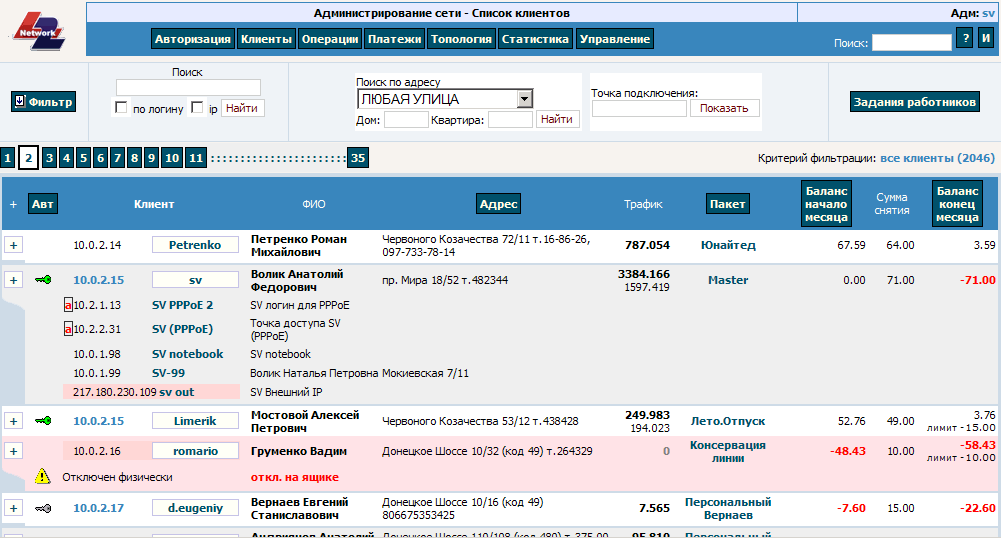 L2
Network
Администрирование сети - Список клиентов
Адм: sv
Авторизация Клиенты Операции Платежи Топология Статистика Управление
Поиск: ? И
Фильтр
Поиск
по логину ip Найти
Поиск по адресу
ЛЮБАЯ УЛИЦА
Дом: Квартира: Найти
Точка подключения:
Показать
Задания работников
1 2 3 4 5 6 7 8 9 10 11 35
Критерий фильтрации: все клиенты (2046)
+ Авт Клиент ФИО Адрес Трафик Пакет Баланс начало месяца Сумма снятия Баланс конец месяца
+ 10.0.2.14 Petrenko Петренко Роман Михайлович Червоного Козачества 72/11 т.16-86-26, 097-733-78-14 787.054 Юнайтед 67.59 64.00 3.59
+ 10.0.2.15 sv Волик Анатолий Федорович пр. Мира 18/52 т.482344 3384.166 1597.419 Master 0.00 71.00 -71.00
a 10.2.1.13 SV PPPoE 2 SV логин для PPPoE
a 10.2.2.31 SV (PPPoE) Точка доступа SV (PPPoE)
10.0.1.98 SV notebook SV notebook
10.0.1.99 SV-99 Волик Наталья Петровна Мокиевская 7/11
217.180.230.109 sv out SV Внешний IP
+ 10.0.2.15 Limerik Мостовой Алексей Петрович Червоного Козачества 53/12 т.438428 249.983 194.023 Лето.Отпуск 52.76 49.00 3.76 лимит -15.00
+ 10.0.2.16 romario Груменко Вадим Донецкое Шоссе 10/32 (код 49) т.264329 0 Консервация линии -48.43 10.00 -58.43 лимит -10.00
Отключен физически откл. на ящике
+ 10.0.2.17 d.eugeniy Вернаев Евгений Станиславович Донецкое Шоссе 10/16 (код 49) 806675353425 7.565 Персональный Вернаев -7.60 15.00 -22.60